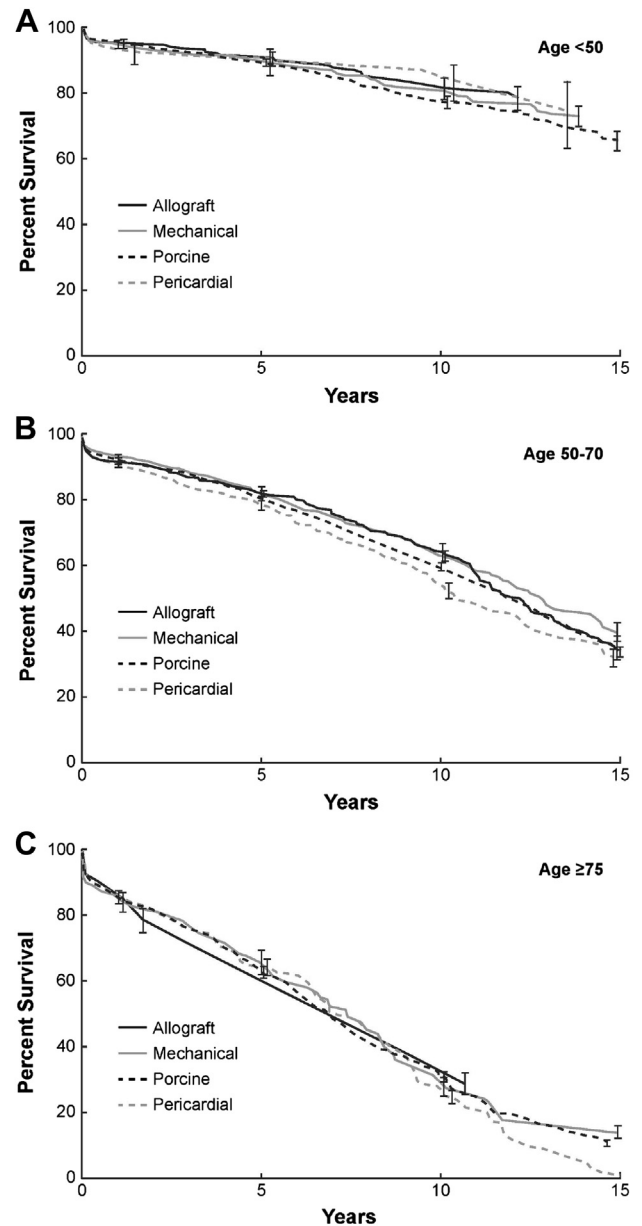 A
100
Age <50
80
60
Percent Survival
Allograft
Mechanical
40
Porcine
Pericardial
20
0
0 5 10 15
Years
B
100
Age 50-70
80
60
Percent Survival
Allograft
40
Mechanical
Porcine
20
Pericardial
0
0 5 10 15
Years
C
100
Age ≥75
80
60
Percent Survival
Allograft
40
Mechanical
Porcine
20
Pericardial
0
0 5 10 15
Years